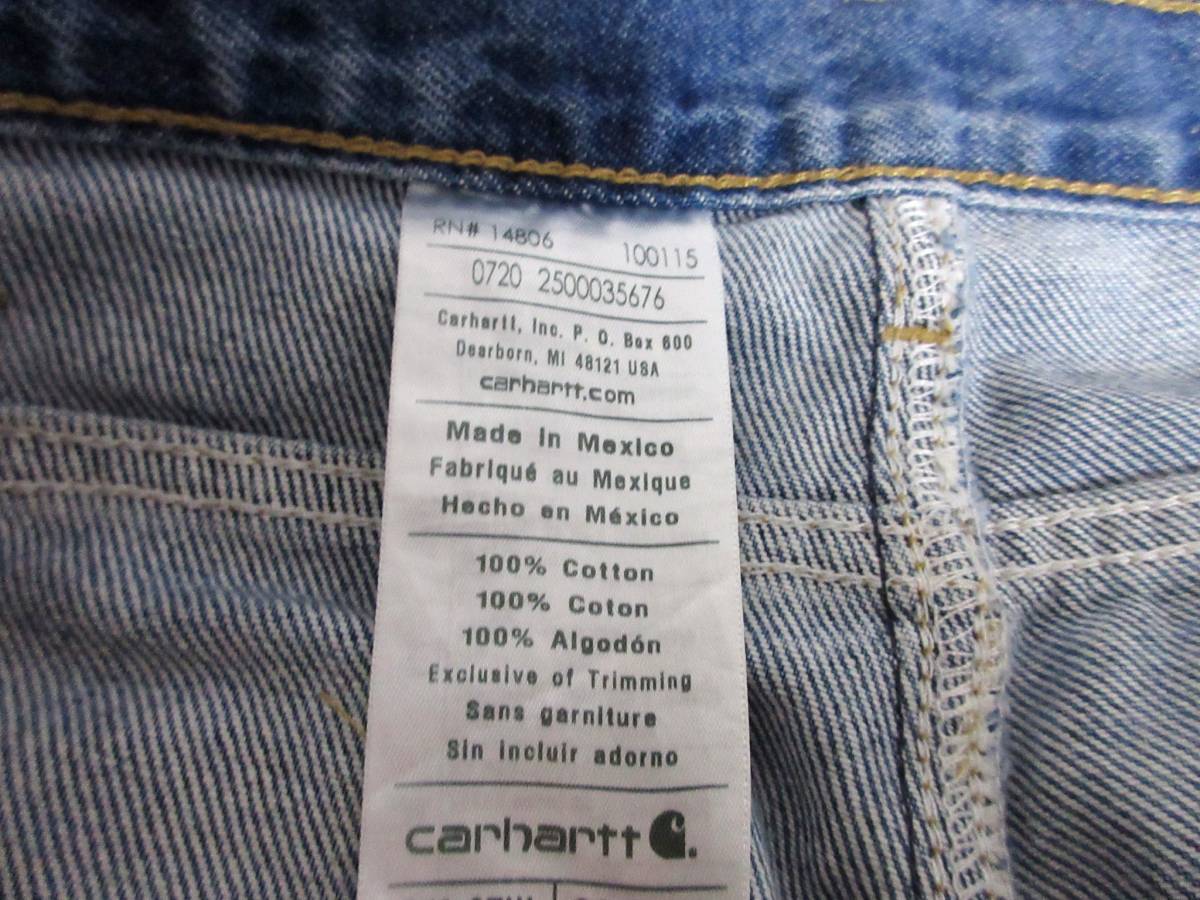 RN# 14806 100115
0720 2500035676
Carhartt, Inc. P. O. Box 600
Dearborn, MI 48121 USA
carhartt.com
Made in Mexico
Fabriqué au Mexique
Hecho en México
100% Cotton
100% Coton
100% Algodón
Exclusive of Trimming
Sans garniture
Sin incluir adorno
carhartt